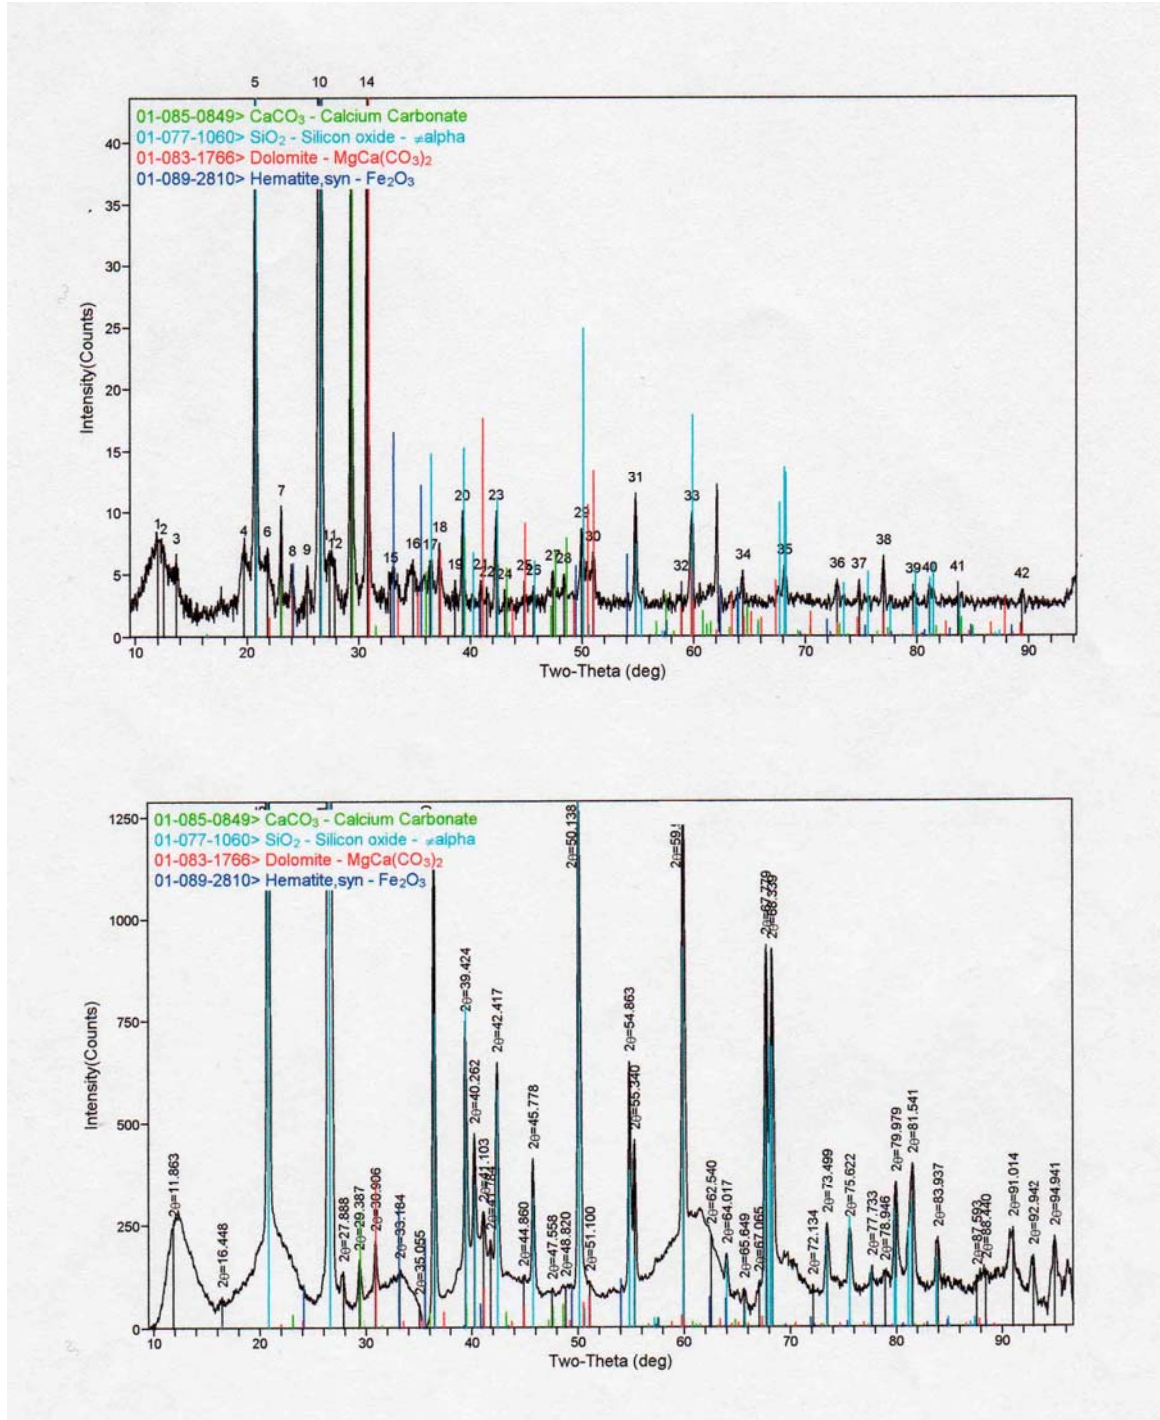 5 10 14
01-085-0849> CaCO₃ - Calcium Carbonate
01-077-1060> SiO₂ - Silicon oxide - ≠alpha
01-083-1766> Dolomite - MgCa(CO₃)₂
01-089-2810> Hematite,syn - Fe₂O₃
40
35
30
25
20
15
10
5
0
Intensity(Counts)
1 2 3 4 5 6 7 8 9 11 12 15 16 17 18 19 20 21 22 23 24 25 26 27 28 29 30 31 32 33 34 35 36 37 38 39 40 41 42
10 20 30 40 50 60 70 80 90
Two-Theta (deg)
01-085-0849> CaCO₃ - Calcium Carbonate
01-077-1060> SiO₂ - Silicon oxide - ≠alpha
01-083-1766> Dolomite - MgCa(CO₃)₂
01-089-2810> Hematite,syn - Fe₂O₃
1250
1000
750
500
250
0
Intensity(Counts)
2θ=11.863
2θ=16.448
2θ=27.888
2θ=29.387
2θ=30.906
2θ=33.184
2θ=35.055
2θ=39.424
2θ=40.262
2θ=41.103
2θ=41.784
2θ=42.417
2θ=44.860
2θ=45.778
2θ=47.558
2θ=48.820
2θ=50.138
2θ=51.100
2θ=54.863
2θ=55.340
2θ=59.
2θ=62.540
2θ=64.017
2θ=65.649
2θ=67.065
2θ=67.779
2θ=68.339
2θ=72.134
2θ=73.499
2θ=75.622
2θ=77.733
2θ=78.946
2θ=79.979
2θ=81.541
2θ=83.937
2θ=87.593
2θ=88.440
2θ=91.014
2θ=92.942
2θ=94.941
10 20 30 40 50 60 70 80 90
Two-Theta (deg)